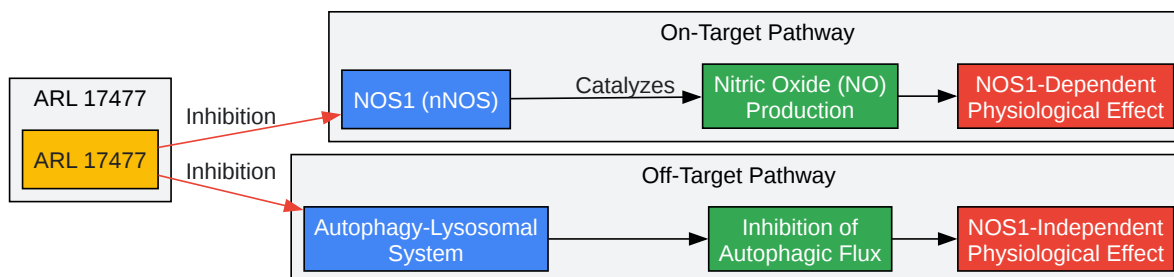 On-Target Pathway
ARL 17477
ARL 17477
Inhibition
Inhibition
NOS1 (nNOS)
Catalyzes
Nitric Oxide (NO)
Production
NOS1-Dependent
Physiological Effect
Off-Target Pathway
Autophagy-Lysosomal
System
Inhibition of
Autophagic Flux
NOS1-Independent
Physiological Effect